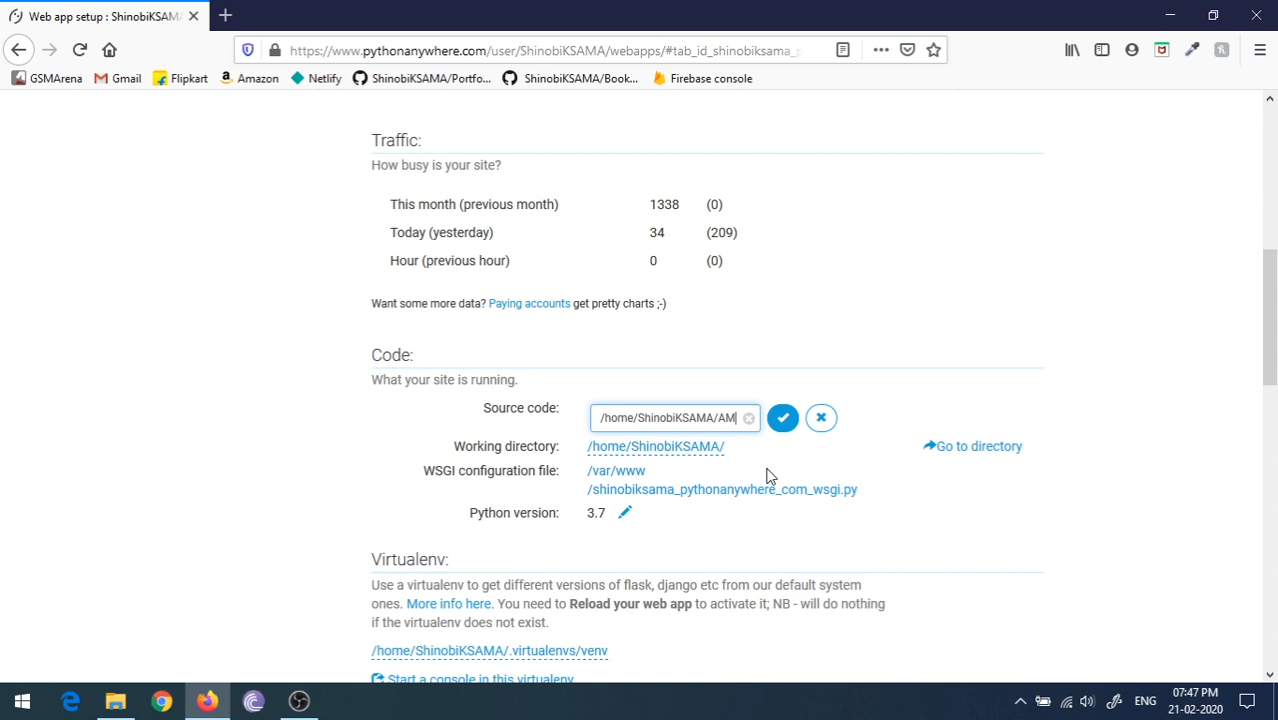 Web app setup : ShinobiKSAMA
https://www.pythonanywhere.com/user/ShinobiKSAMA/webapps/#tab_id_shinobiksama_p
GSMArena Gmail Flipkart Amazon Netlify ShinobiKSAMA/Portfo... ShinobiKSAMA/Book... Firebase console
Traffic:
How busy is your site?
This month (previous month) 1338 (0)
Today (yesterday) 34 (209)
Hour (previous hour) 0 (0)
Want some more data? Paying accounts get pretty charts ;-)
Code:
What your site is running.
Source code: /home/ShinobiKSAMA/AM
Working directory: /home/ShinobiKSAMA/ Go to directory
WSGI configuration file: /var/www
/shinobiksama_pythonanywhere_com_wsgi.py
Python version: 3.7
Virtualenv:
Use a virtualenv to get different versions of flask, django etc from our default system
ones. More info here. You need to Reload your web app to activate it; NB - will do nothing
if the virtualenv does not exist.
/home/ShinobiKSAMA/.virtualenvs/venv
Start a console in this virtualenv
ENG
07:47 PM
21-02-2020